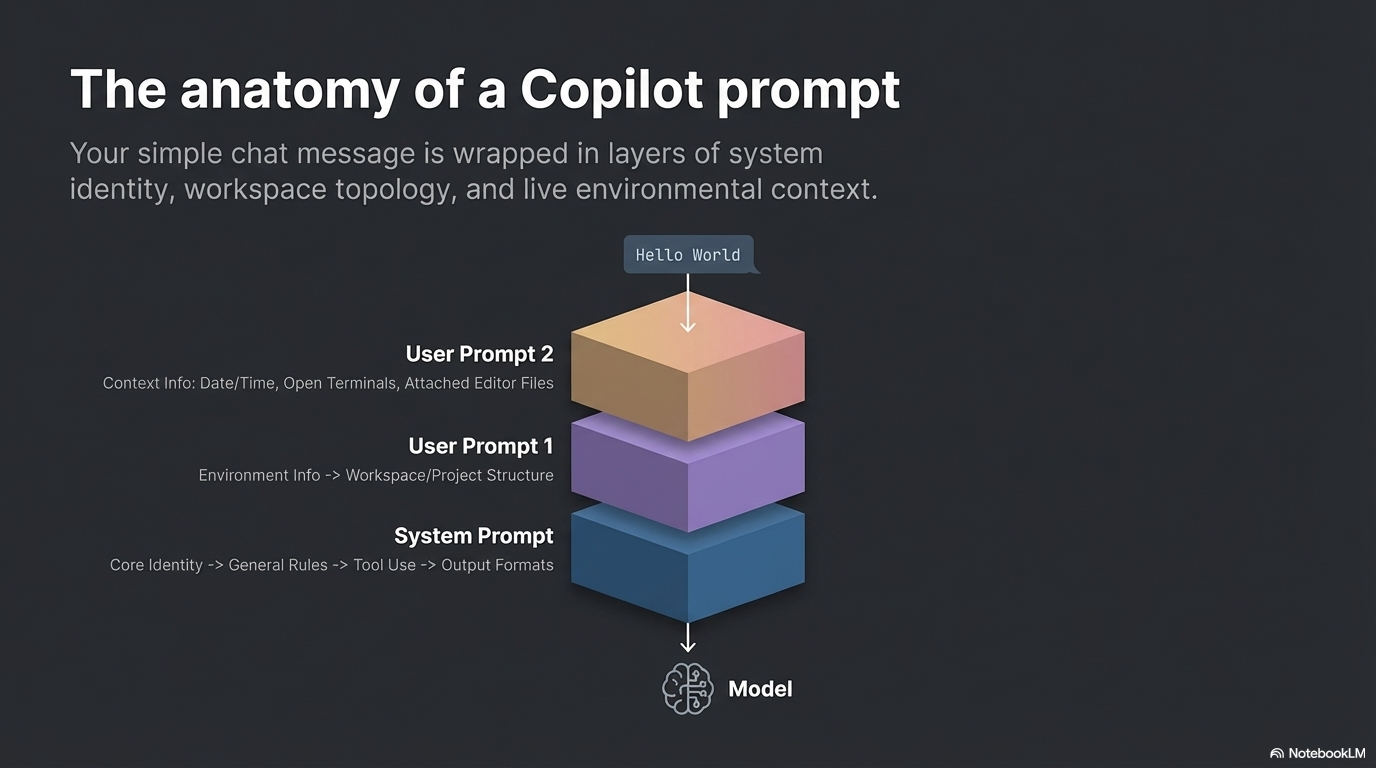 The anatomy of a Copilot prompt
Your simple chat message is wrapped in layers of system
identity, workspace topology, and live environmental context.
Hello World
User Prompt 2
Context Info: Date/Time, Open Terminals, Attached Editor Files
User Prompt 1
Environment Info -> Workspace/Project Structure
System Prompt
Core Identity -> General Rules -> Tool Use -> Output Formats
Model
NotebookLM